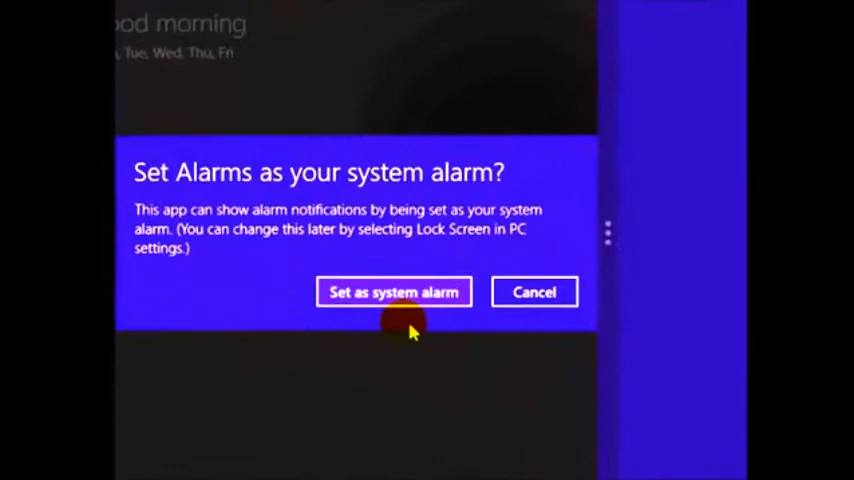 ood morning
, Tue, Wed, Thu, Fri
Set Alarms as your system alarm?
This app can show alarm notifications by being set as your system
alarm. (You can change this later by selecting Lock Screen in PC
settings.)
Set as system alarm Cancel